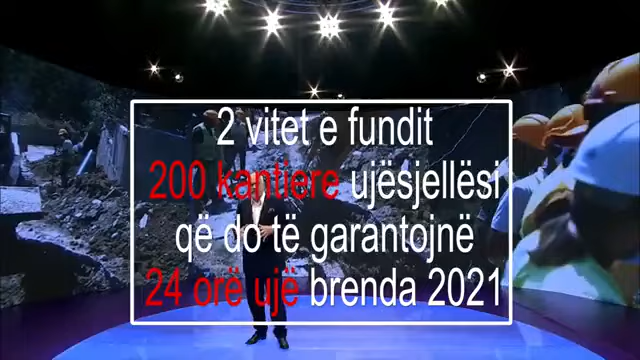 2 vitet e fundit
200 kantiere ujësjellësi
që do të garantojnë
24 orë ujë brenda 2021